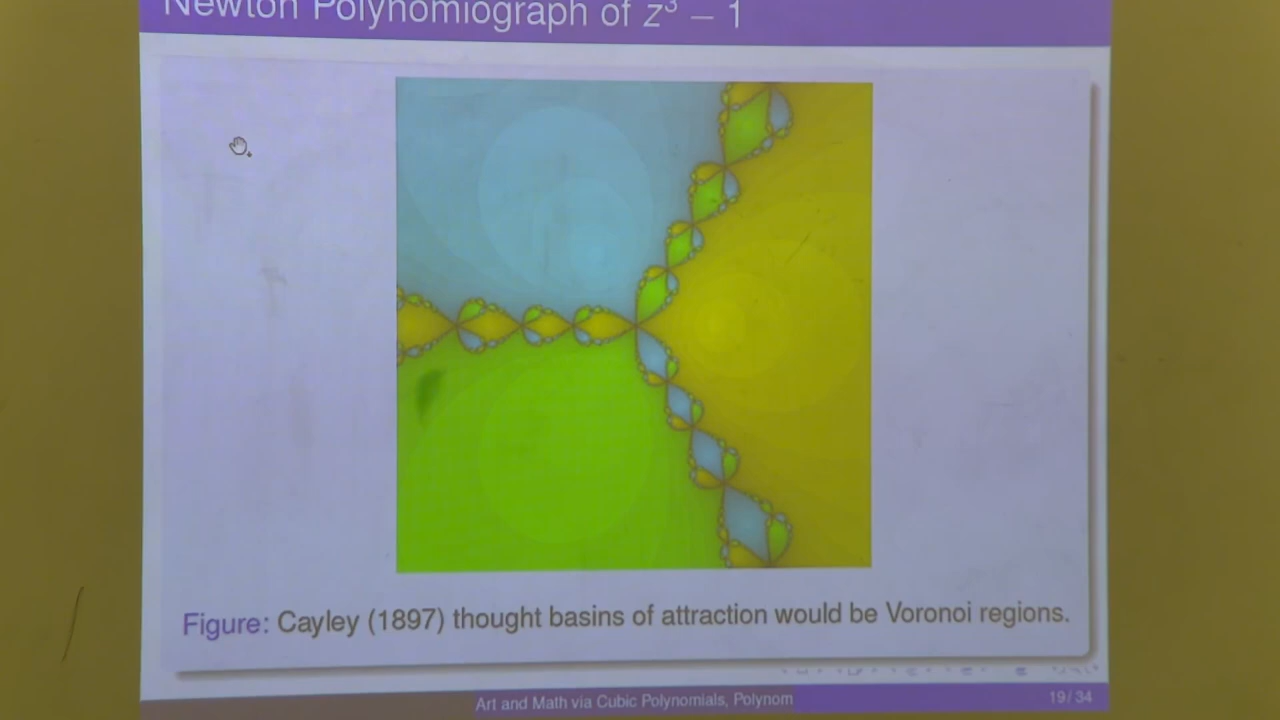 Newton Polynomiograph of z³ − 1
Figure: Cayley (1897) thought basins of attraction would be Voronoi regions.
Art and Math via Cubic Polynomials, Polynom
19 / 34